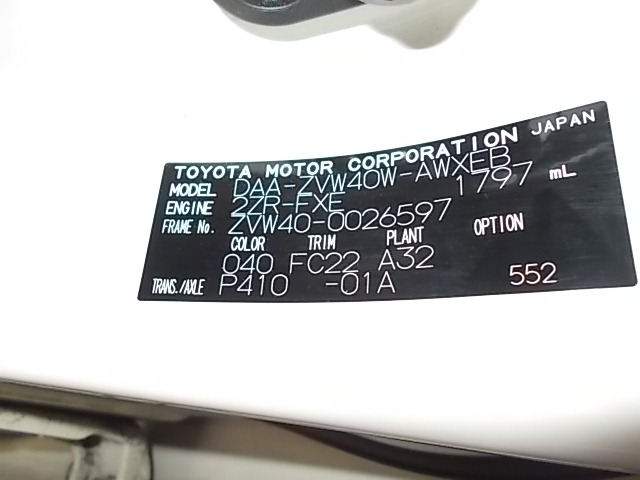 TOYOTA MOTOR CORPORATION JAPAN
MODEL DAA-ZVW40W-AWXEB
ENGINE 2ZR-FXE 1797 mL
FRAME No. ZVW40-0026597
COLOR TRIM PLANT OPTION
040 FC22 A32
TRANS./AXLE P410 -01A 552